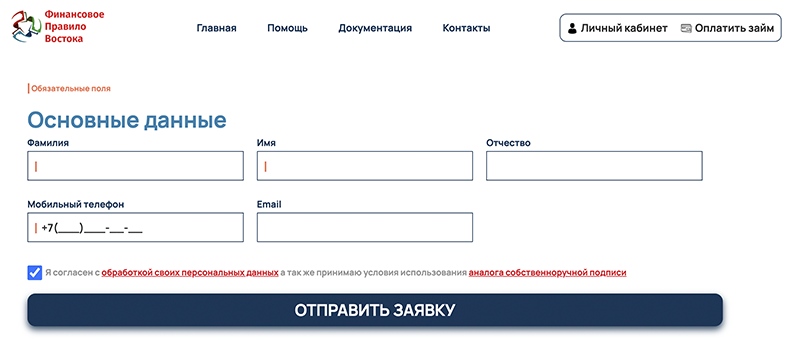 Финансовое
Правило
Востока
Главная Помощь Документация Контакты Личный кабинет Оплатить займ
Обязательные поля
Основные данные
Фамилия Имя Отчество
Мобильный телефон Email
+7(___)___-__-__
Я согласен с обработкой своих персональных данных а так же принимаю условия использования аналога собственноручной подписи
ОТПРАВИТЬ ЗАЯВКУ